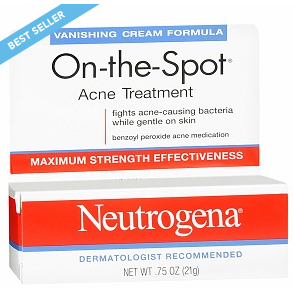 BEST SELLER
VANISHING CREAM FORMULA
On-the-Spot®
Acne Treatment
fights acne-causing bacteria
while gentle on skin
benzoyl peroxide acne medication
MAXIMUM STRENGTH EFFECTIVENESS
Neutrogena®
DERMATOLOGIST RECOMMENDED
NET WT .75 OZ (21g)